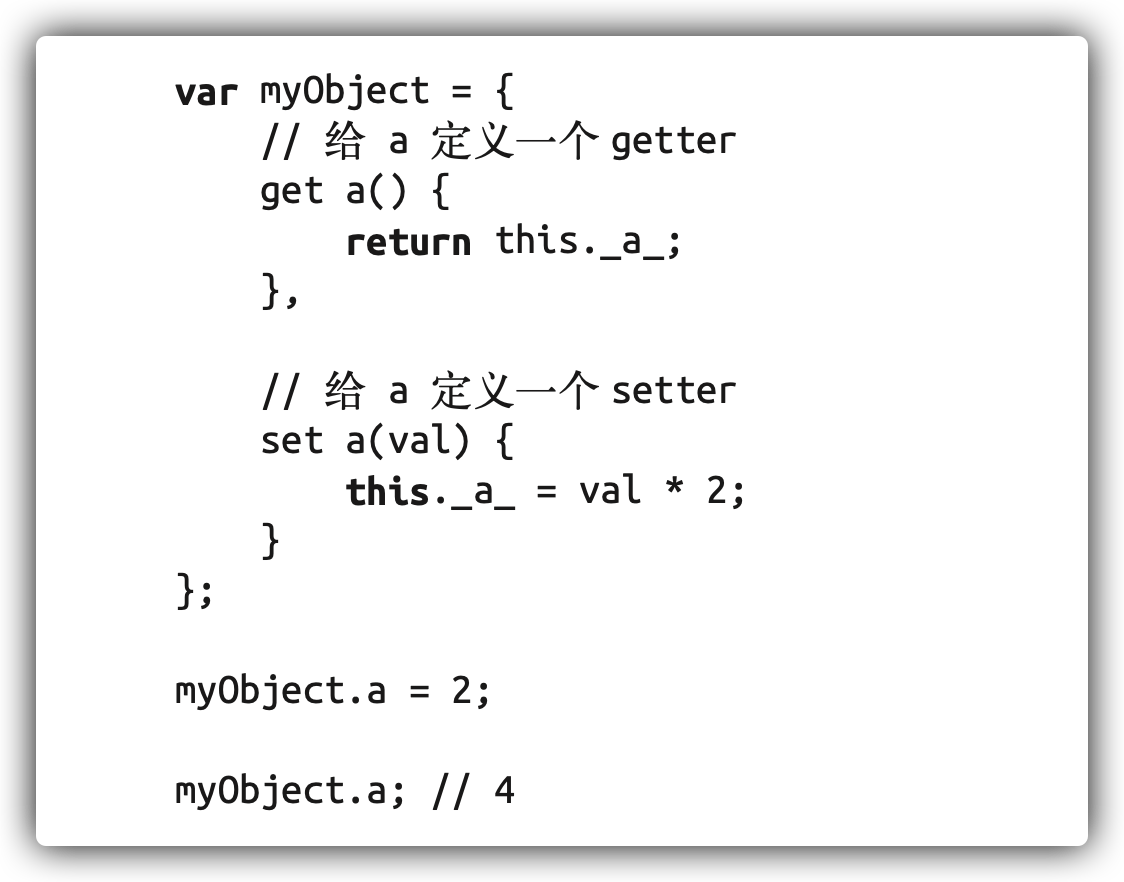 var myObject = {
    // 给 a 定义一个 getter
    get a() {
        return this._a_;
    },

    // 给 a 定义一个 setter
    set a(val) {
        this._a_ = val * 2;
    }
};

myObject.a = 2;

myObject.a; // 4